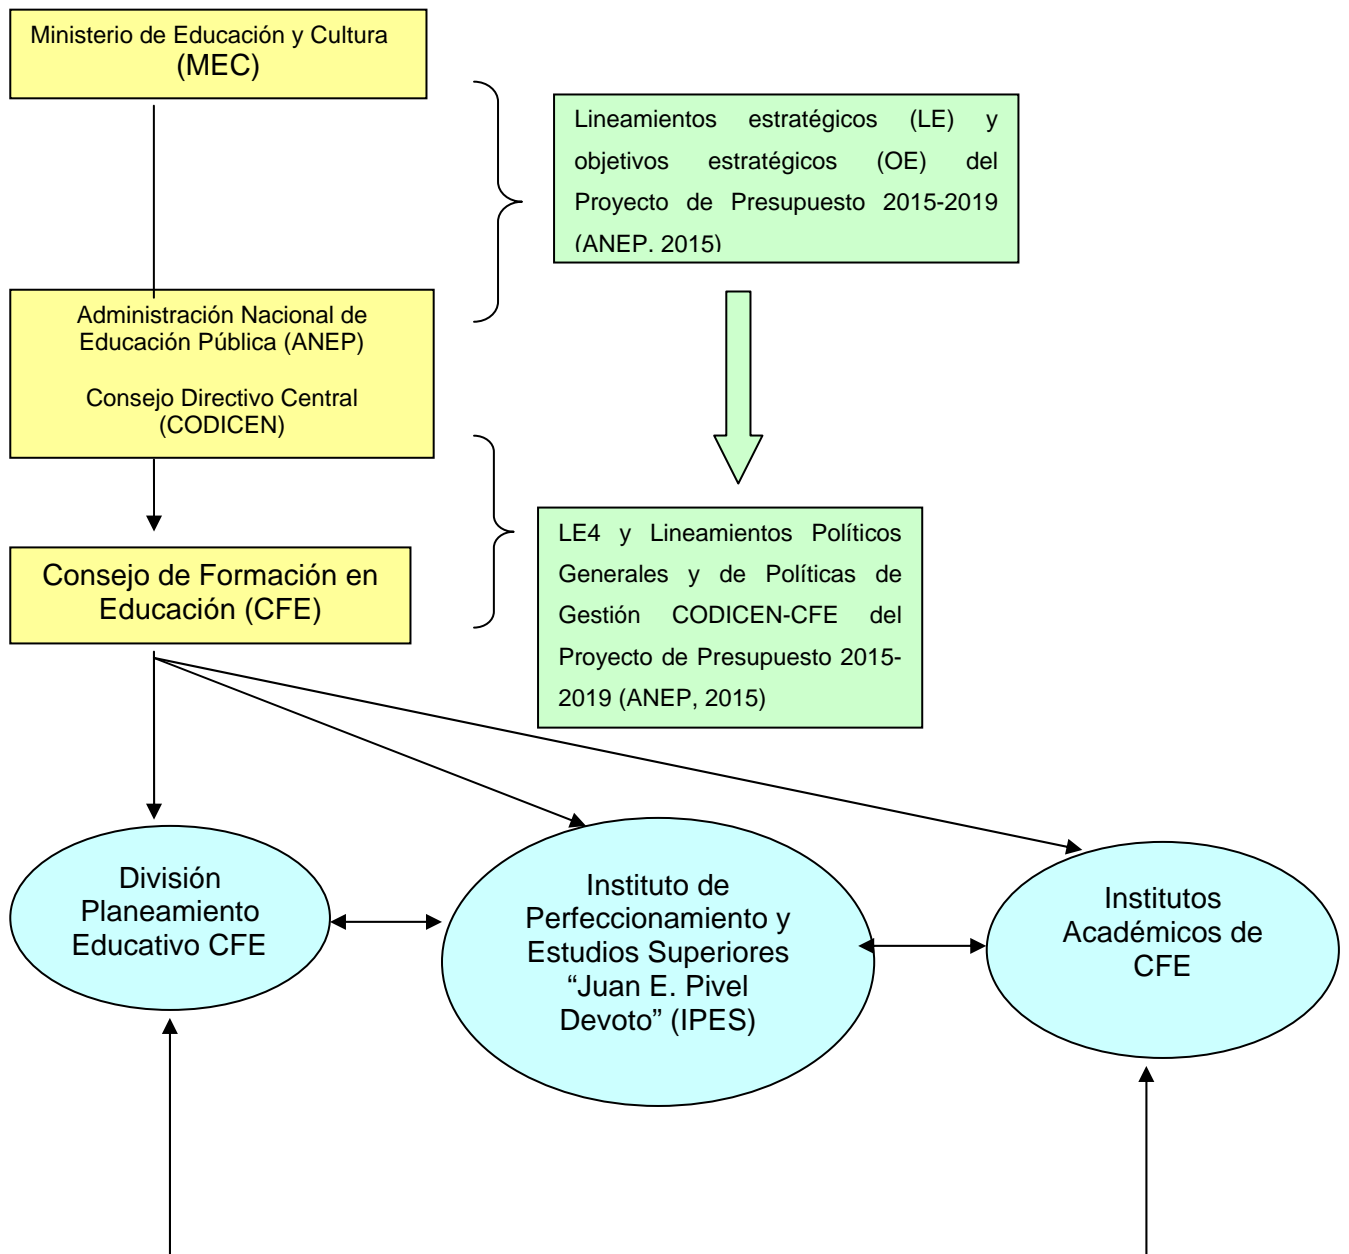 Ministerio de Educación y Cultura
(MEC)
Lineamientos estratégicos (LE) y
objetivos estratégicos (OE) del
Proyecto de Presupuesto 2015-2019
(ANEP. 2015)
Administración Nacional de
Educación Pública (ANEP)
Consejo Directivo Central
(CODICEN)
LE4 y Lineamientos Políticos
Generales y de Políticas de
Gestión CODICEN-CFE del
Proyecto de Presupuesto 2015-
2019 (ANEP, 2015)
Consejo de Formación en
Educación (CFE)
División
Planeamiento
Educativo CFE
Instituto de
Perfeccionamiento y
Estudios Superiores
“Juan E. Pivel
Devoto” (IPES)
Institutos
Académicos de
CFE